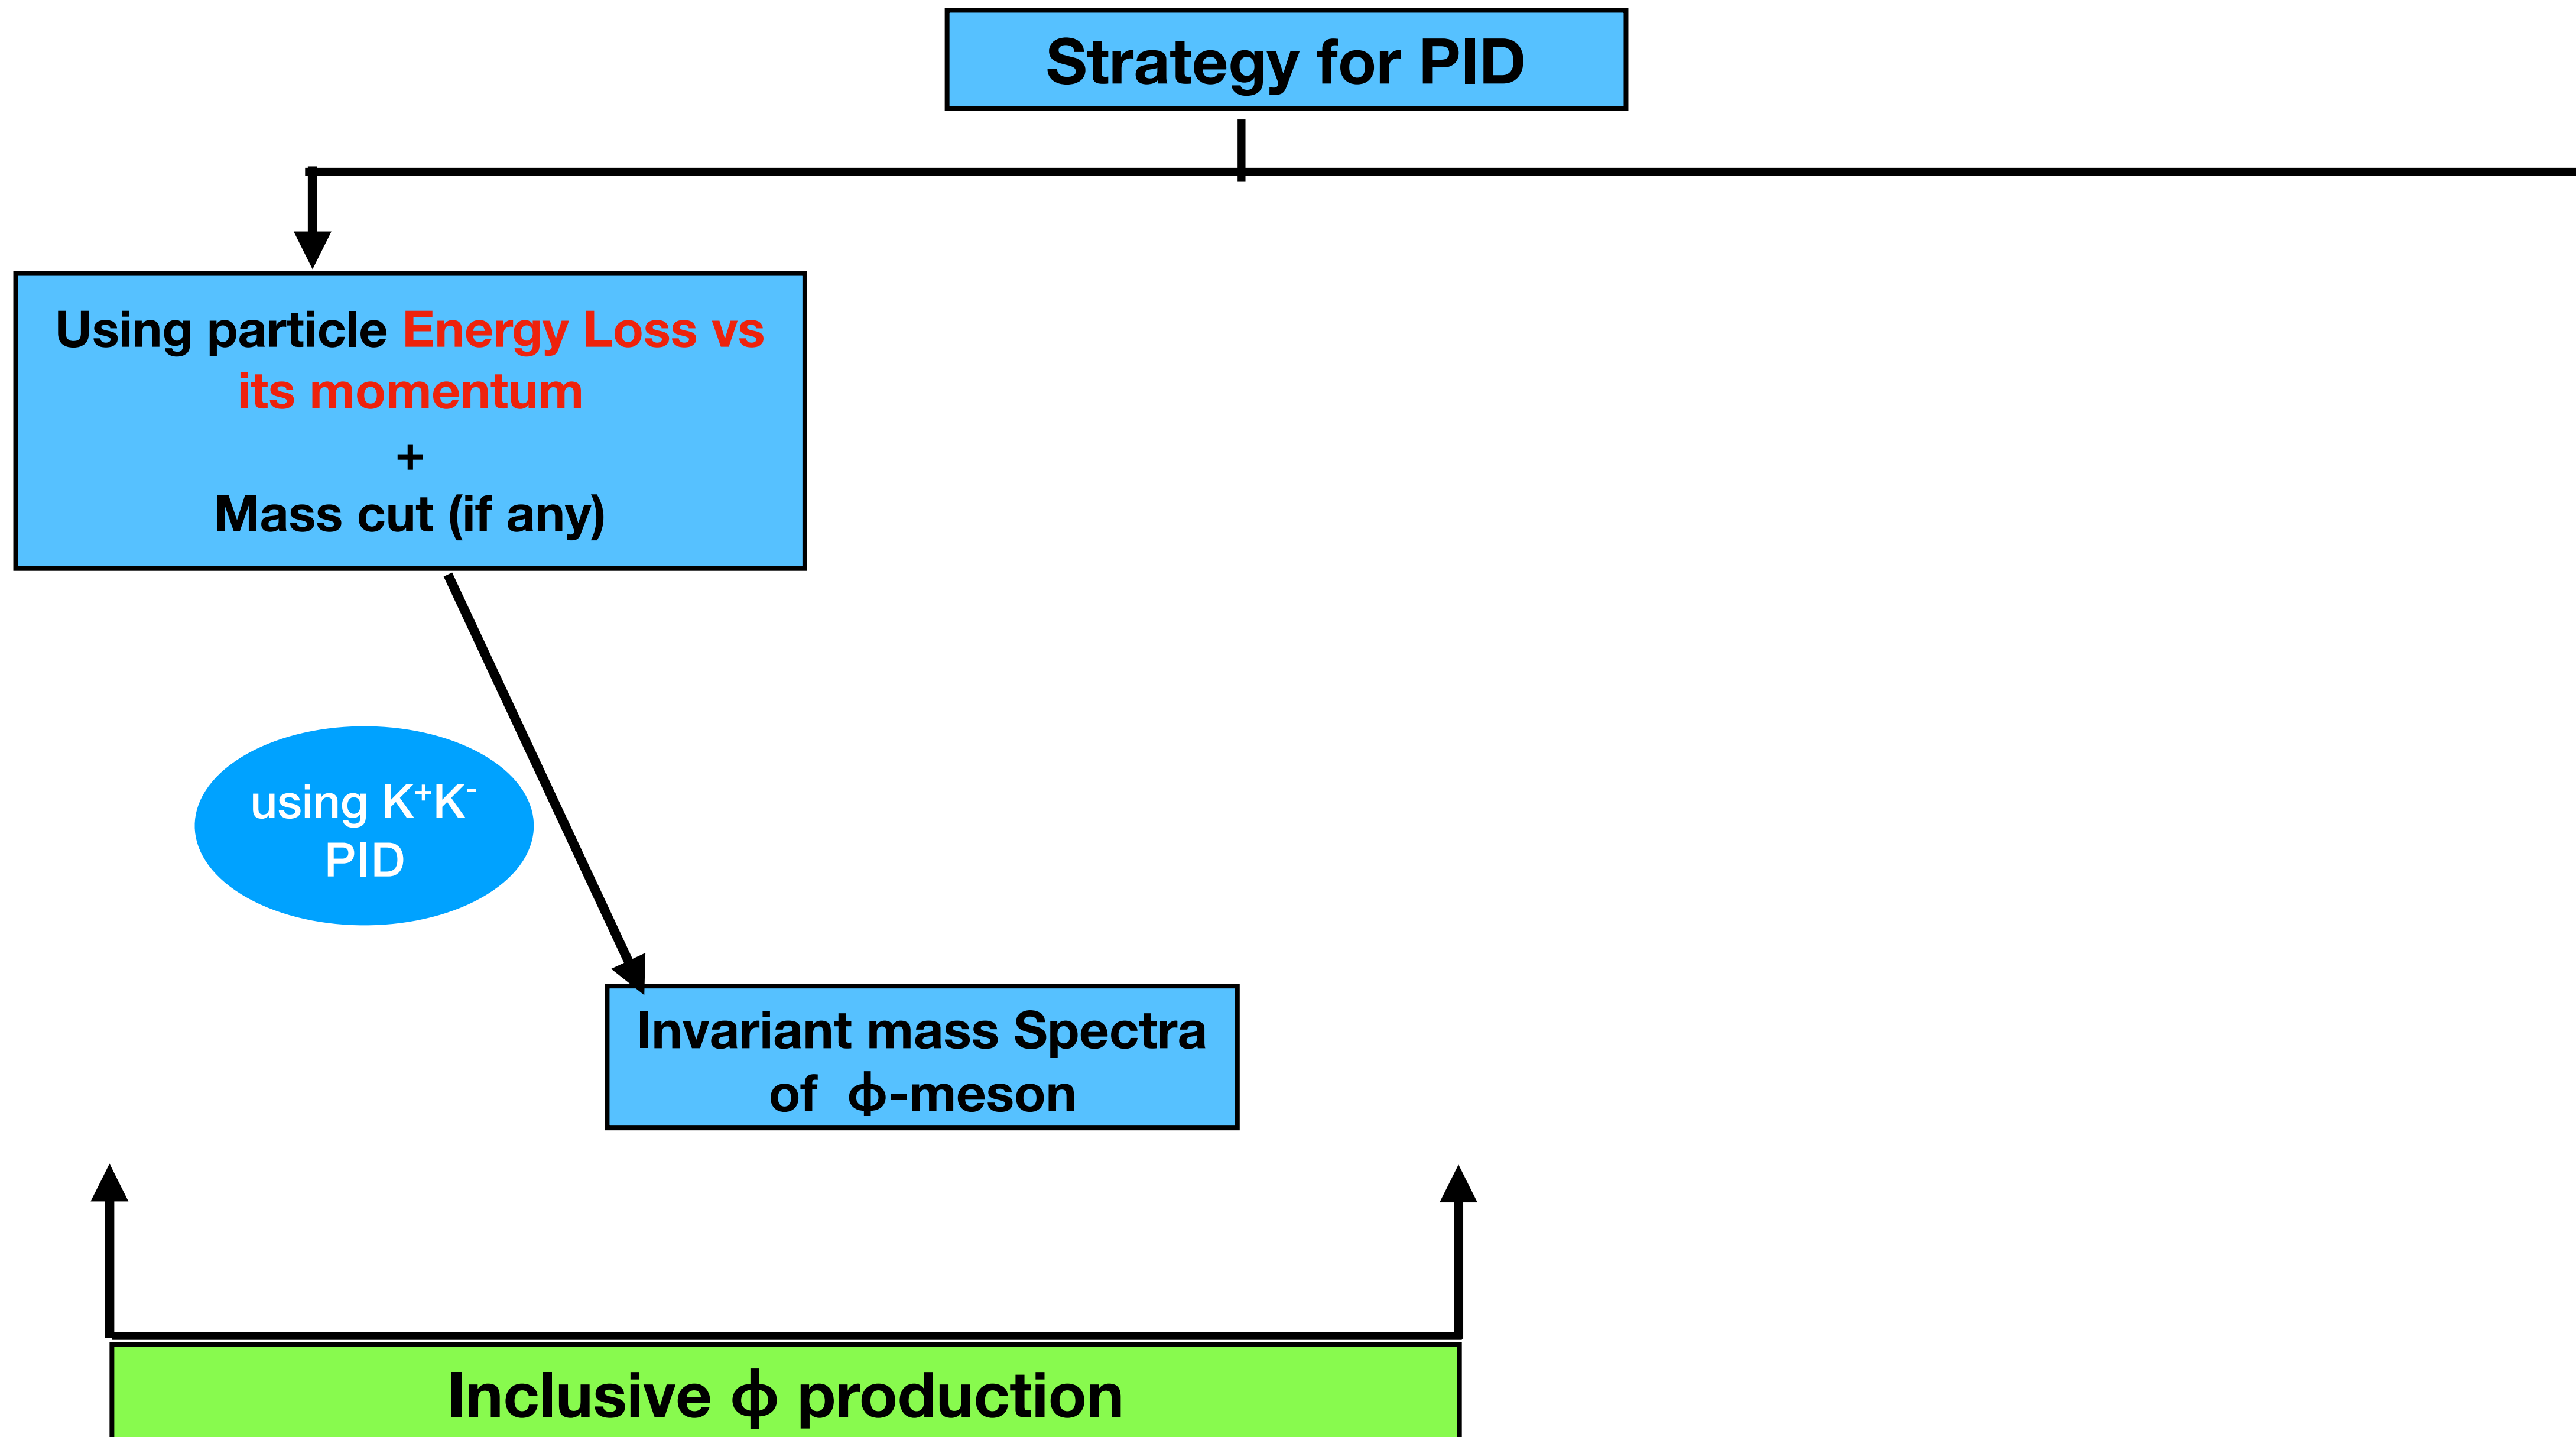 Strategy for PID
Using particle Energy Loss vs
its momentum
+
Mass cut (if any)
using K⁺K⁻
PID
Invariant mass Spectra
of ϕ-meson
Inclusive ϕ production